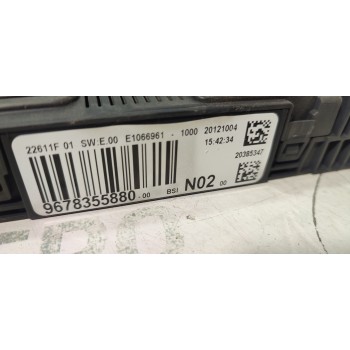 22611F 01 SW:E.00 E1066961 - 1000 20121004
15:42:34
20385347
9678355880.00 BSI N02 00